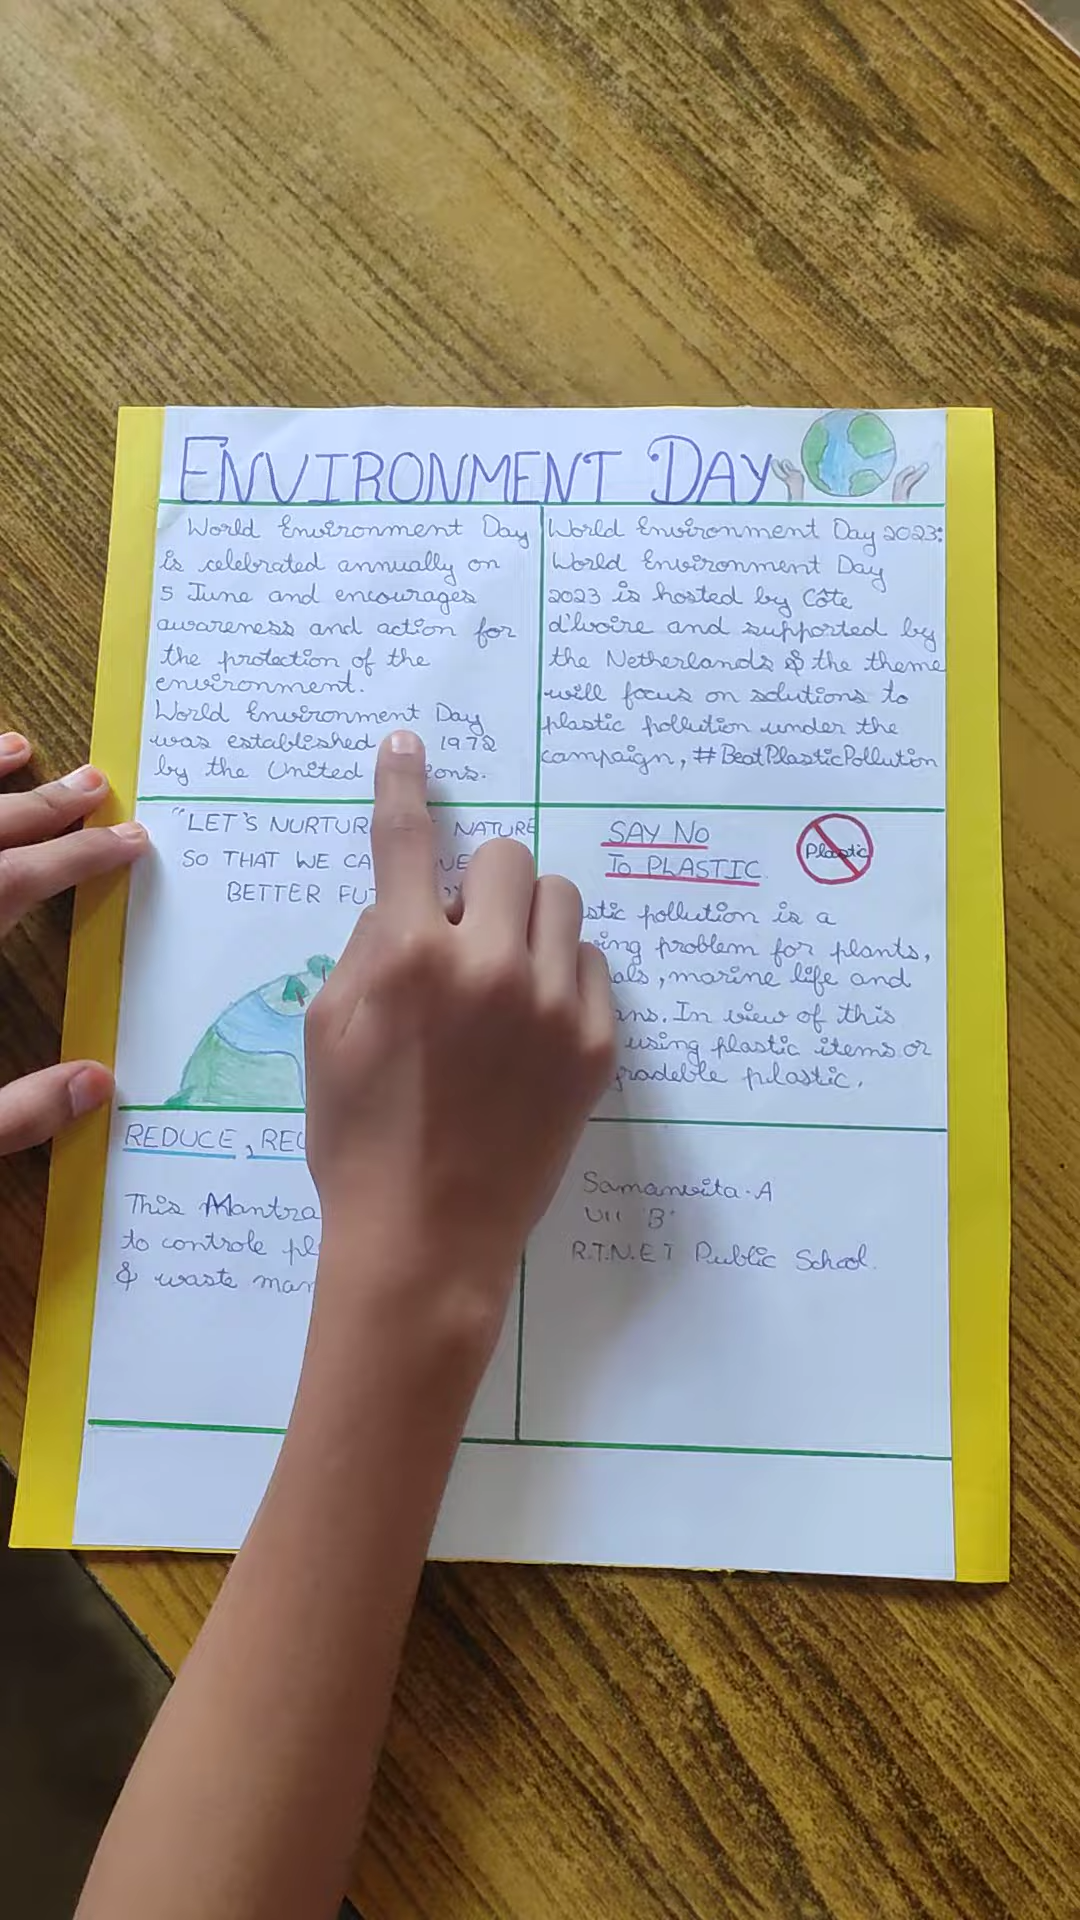 ENVIRONMENT DAY
World Environment Day
is celebrated annually on
5 June and encourages
awareness and action for
the protection of the
environment.
World Environment Day
was established 1972
by the United
World Environment Day 2023:
World Environment Day
2023 is hosted by Côte
d'Ivoire and supported by
the Netherlands & the theme
will focus on solutions to
plastic pollution under the
campaign, #BeatPlasticPollution
"LET'S NURTURE NATURE
SO THAT WE CA
BETTER FUT
SAY NO
TO PLASTIC.
Plastic
pollution is a
problem for plants,
, marine life and
. In view of this
using plastic items or
plastic.
REDUCE,
This Mantra
to controle
& waste
Samanvita.A
VII 'B'
R.T.N.E.T Public School.